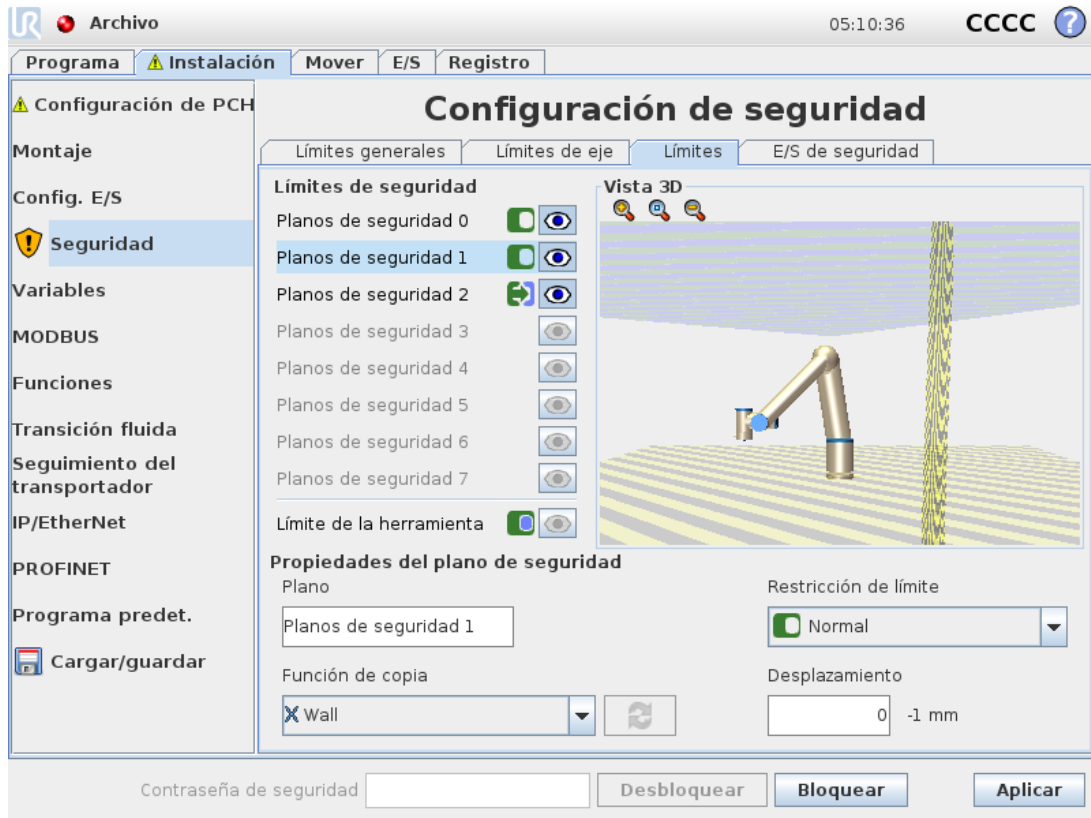 UR Archivo 05:10:36 CCCC ?
Programa Instalación Mover E/S Registro
Configuración de PCH
Montaje
Config. E/S
Seguridad
Variables
MODBUS
Funciones
Transición fluida
Seguimiento del
transportador
IP/EtherNet
PROFINET
Programa predet.
Cargar/guardar
Configuración de seguridad
Límites generales Límites de eje Límites E/S de seguridad
Límites de seguridad
Planos de seguridad 0
Planos de seguridad 1
Planos de seguridad 2
Planos de seguridad 3
Planos de seguridad 4
Planos de seguridad 5
Planos de seguridad 6
Planos de seguridad 7
Límite de la herramienta
Vista 3D
Propiedades del plano de seguridad
Plano
Planos de seguridad 1
Restricción de límite
Normal
Función de copia
Wall
Desplazamiento
0 -1 mm
Contraseña de seguridad Desbloquear Bloquear Aplicar